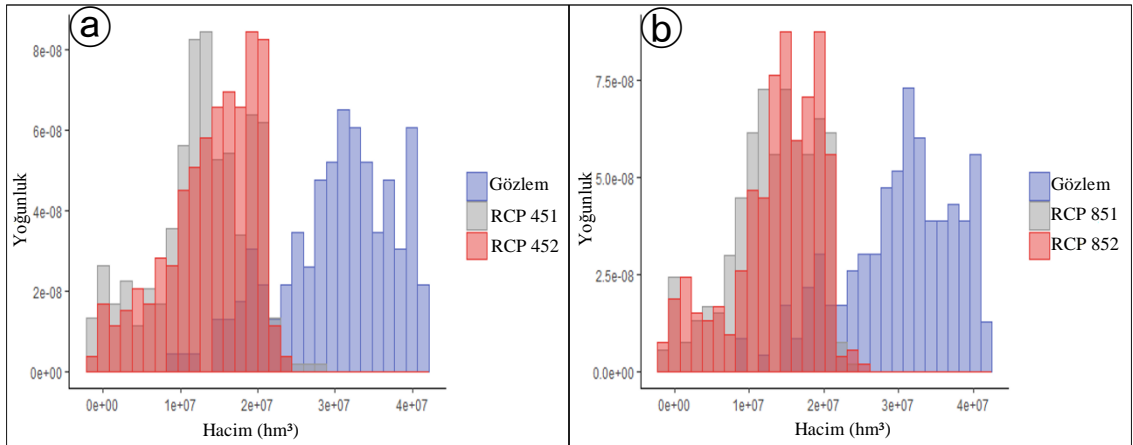 a
Yoğunluk
8e-08
6e-08
4e-08
2e-08
0e+00
0e+00 1e+07 2e+07 3e+07 4e+07
Hacim (hm³)
Gözlem
RCP 451
RCP 452
b
Yoğunluk
7.5e-08
5.0e-08
2.5e-08
0.0e+00
0e+00 1e+07 2e+07 3e+07 4e+07
Hacim (hm³)
Gözlem
RCP 851
RCP 852